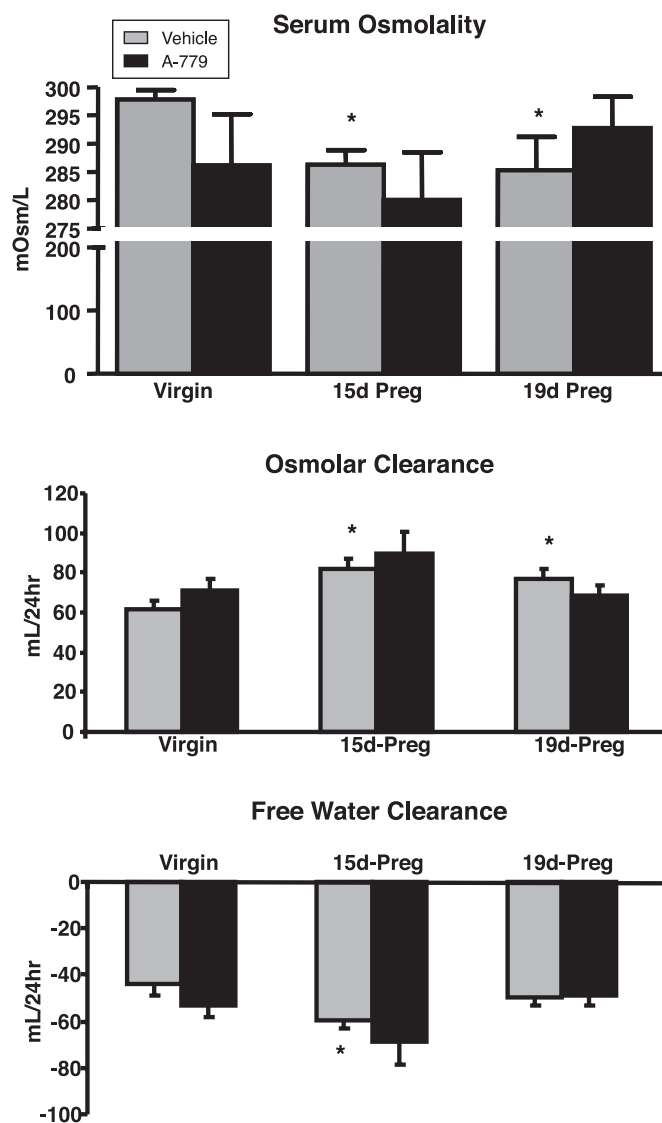 Serum Osmolality
Vehicle
A-779
300
295
290
285
280
275
200
100
0
mOsm/L
*
*
Virgin
15d Preg
19d Preg
Osmolar Clearance
120
100
80
60
40
20
0
mL/24hr
*
*
Virgin
15d-Preg
19d-Preg
Free Water Clearance
Virgin
15d-Preg
19d-Preg
0
-20
-40
-60
-80
-100
mL/24hr
*